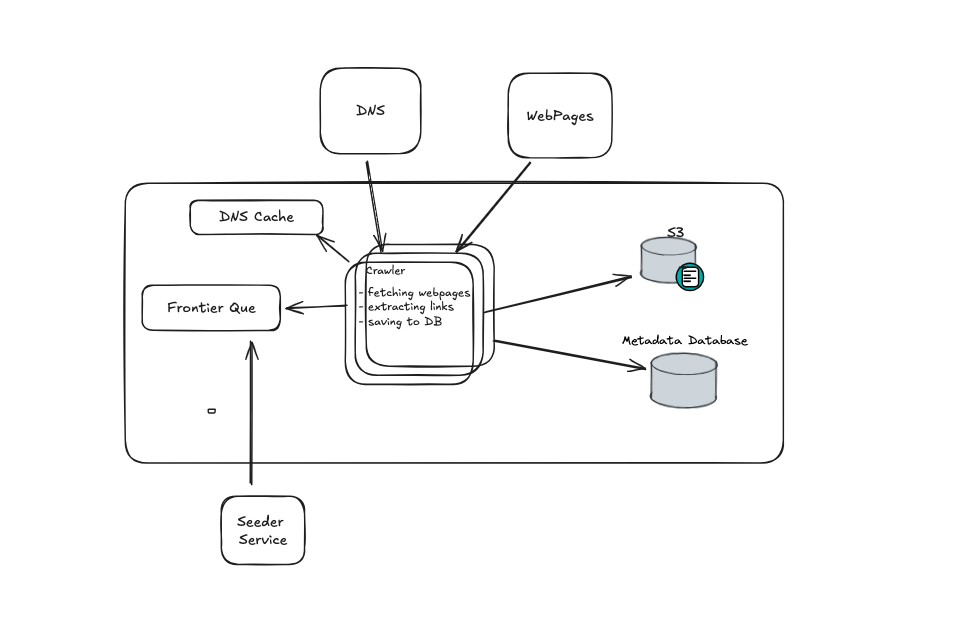 DNS
WebPages
DNS Cache
S3
Crawler
- fetching webpages
- extracting links
- saving to DB
Frontier Que
Metadata Database
Seeder
Service